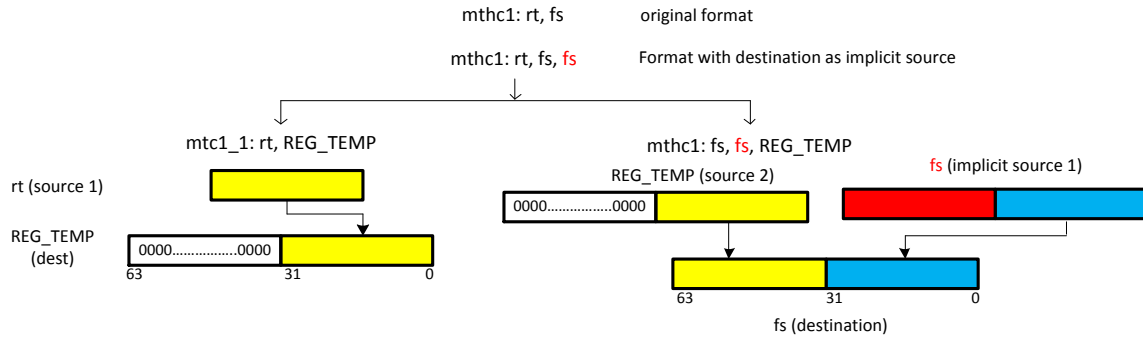 mthc1: rt, fs original format
mthc1: rt, fs, fs Format with destination as implicit source
mtc1_1: rt, REG_TEMP
mthc1: fs, fs, REG_TEMP
rt (source 1)
REG_TEMP (source 2)
fs (implicit source 1)
0000................0000
REG_TEMP
(dest)
0000................0000
63 31 0
63 31 0
fs (destination)